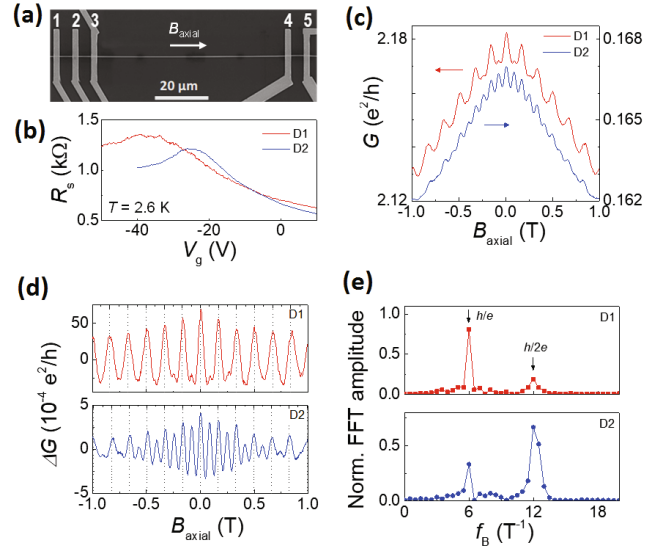 (a)
1 2 3 4 5
B_axial
20 μm
(b)
R_s (kΩ)
1.5
1.0
0.5
D1
D2
T = 2.6 K
-40 -20 0
V_g (V)
(c)
G (e²/h)
2.18
2.12
D1
D2
0.168
0.166
0.165
0.162
-1.0 -0.5 0.0 0.5 1.0
B_axial (T)
(d)
ΔG (10⁻⁴ e²/h)
D1
50
0
D2
5
0
-5
-1.0 -0.5 0.0 0.5 1.0
B_axial (T)
(e)
Norm. FFT amplitude
1.0
0.5
0.0
h/e
h/2e
D1
0.5
0.0
D2
0 6 12 18
f_B (T⁻¹)